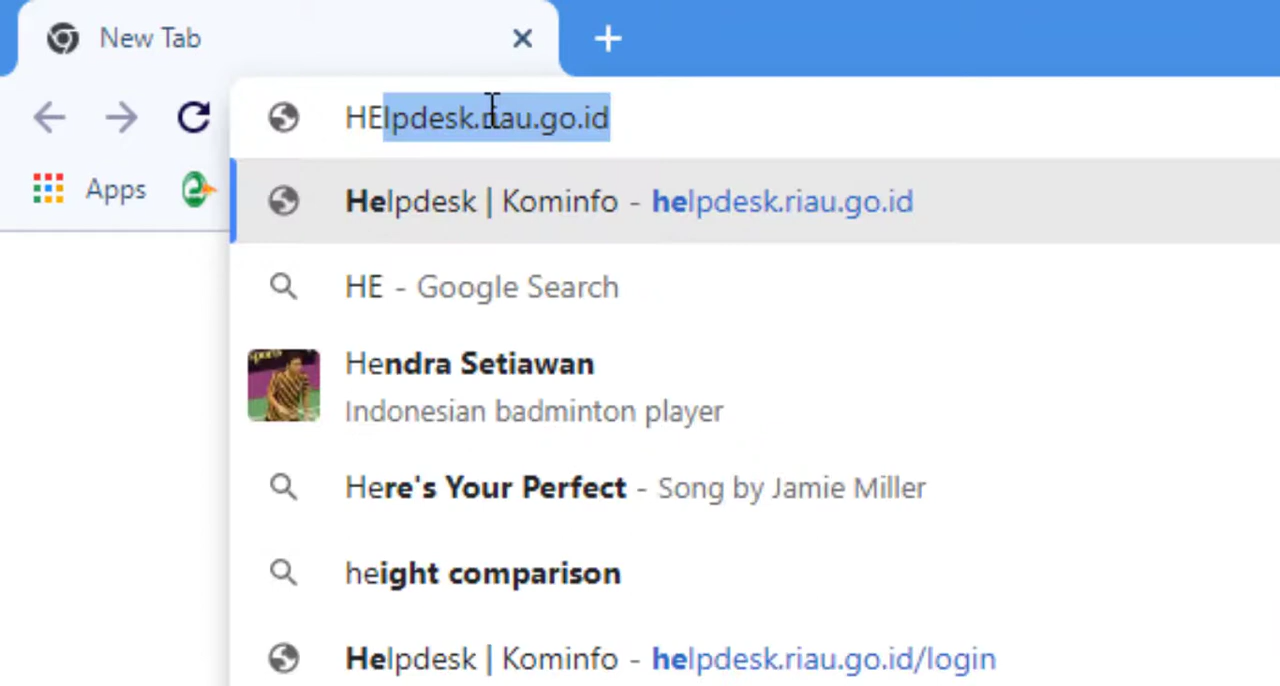 New Tab
HElpdesk.riau.go.id
Apps
Helpdesk | Kominfo - helpdesk.riau.go.id
HE - Google Search
Hendra Setiawan
Indonesian badminton player
Here's Your Perfect - Song by Jamie Miller
height comparison
Helpdesk | Kominfo - helpdesk.riau.go.id/login